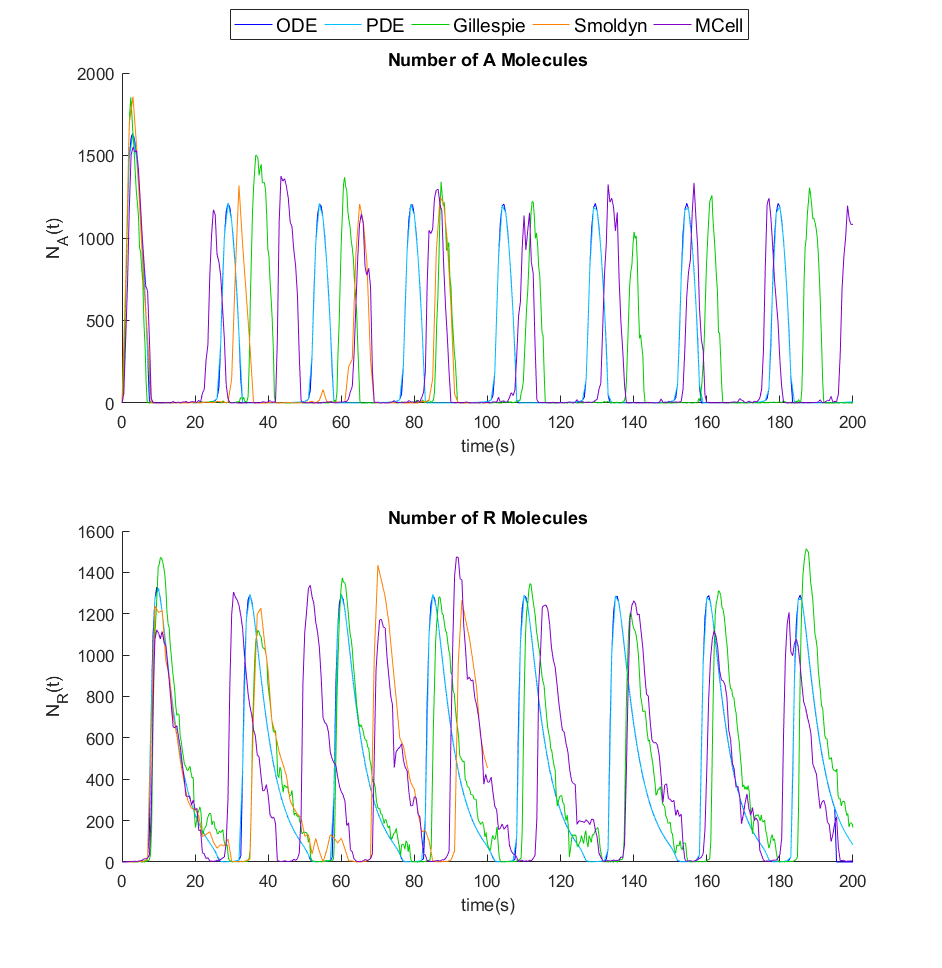 ODE PDE Gillespie Smoldyn MCell
Number of A Molecules
2000
1500
1000
500
0
N_A(t)
0 20 40 60 80 100 120 140 160 180 200
time(s)
Number of R Molecules
1600
1400
1200
1000
800
600
400
200
0
N_R(t)
0 20 40 60 80 100 120 140 160 180 200
time(s)